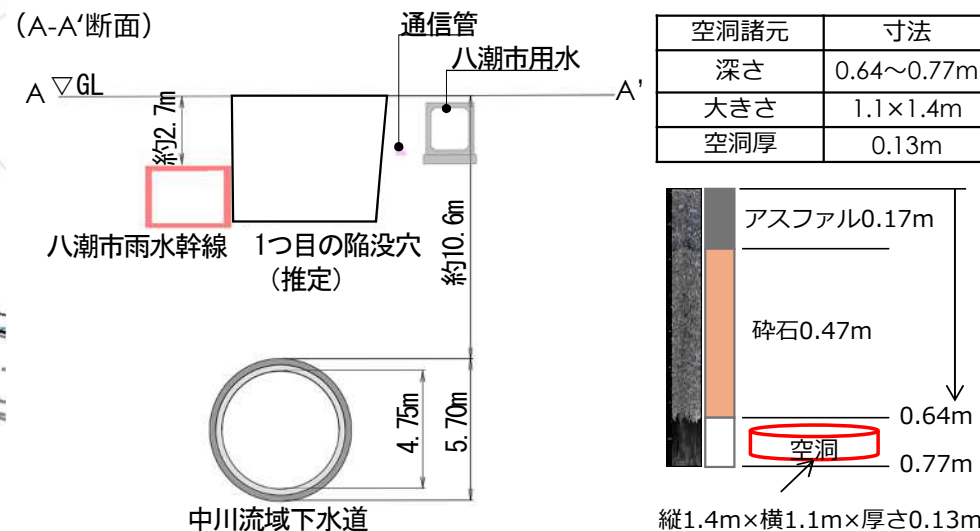 （A-A‘断面）
通信管
八潮市用水
A ▽GL
A'
約2.7m
八潮市雨水幹線
1つ目の陥没穴
（推定）
約10.6m
4.75m
5.70m
中川流域下水道
空洞諸元 寸法
深さ 0.64～0.77m
大きさ 1.1×1.4m
空洞厚 0.13m
アスファル0.17m
砕石0.47m
0.64m
空洞
0.77m
縦1.4m×横1.1m×厚さ0.13m